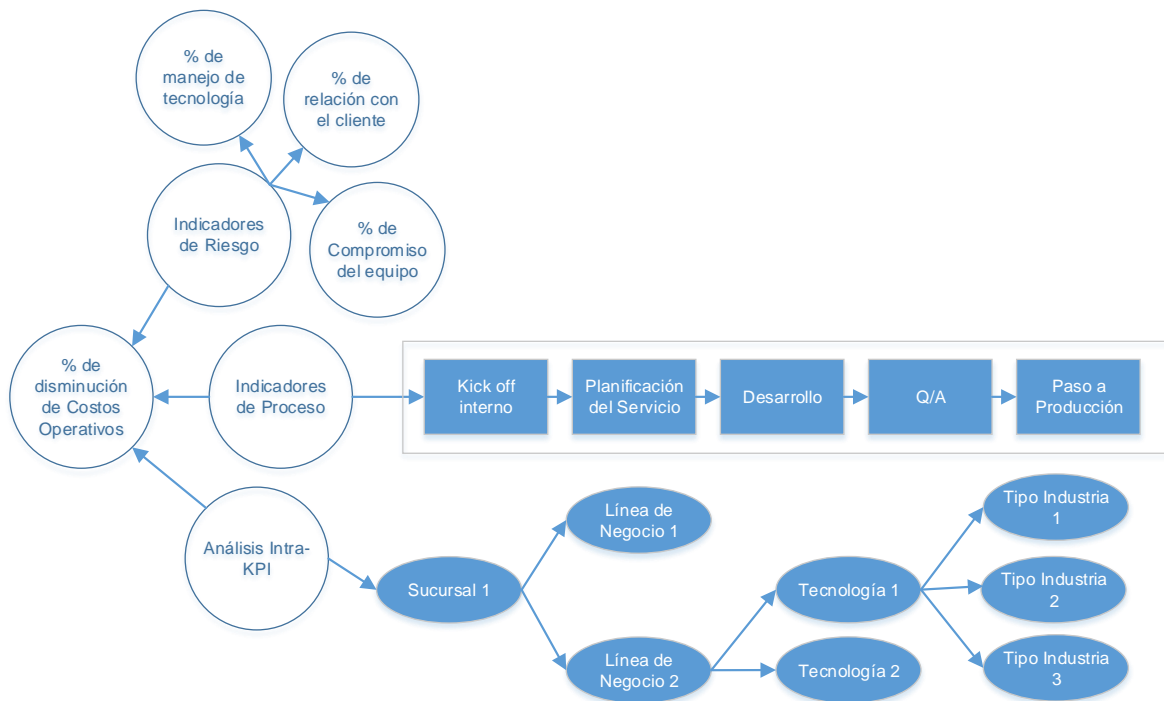 % de
manejo de
tecnología
% de
relación con
el cliente
Indicadores
de Riesgo
% de
Compromiso
del equipo
% de
disminución
de Costos
Operativos
Indicadores
de Proceso
Kick off
interno
Planificación
del Servicio
Desarrollo
Q/A
Paso a
Producción
Análisis Intra-
KPI
Sucursal 1
Línea de
Negocio 1
Línea de
Negocio 2
Tecnología 1
Tecnología 2
Tipo Industria
1
Tipo Industria
2
Tipo Industria
3